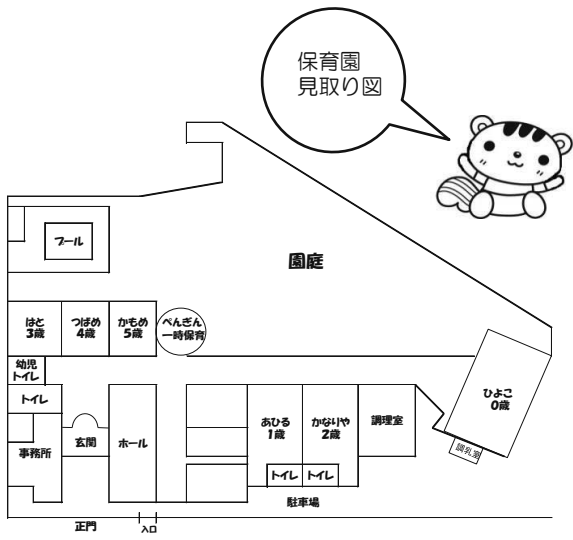 保育園
見取り図
プール
園庭
はと
3歳
つばめ
4歳
かもめ
5歳
ぺんぎん
一時保育
幼児
トイレ
トイレ
事務所
玄関
ホール
あひる
1歳
かなりや
2歳
調理室
ひよこ
0歳
調乳室
トイレ
トイレ
駐車場
正門
入口